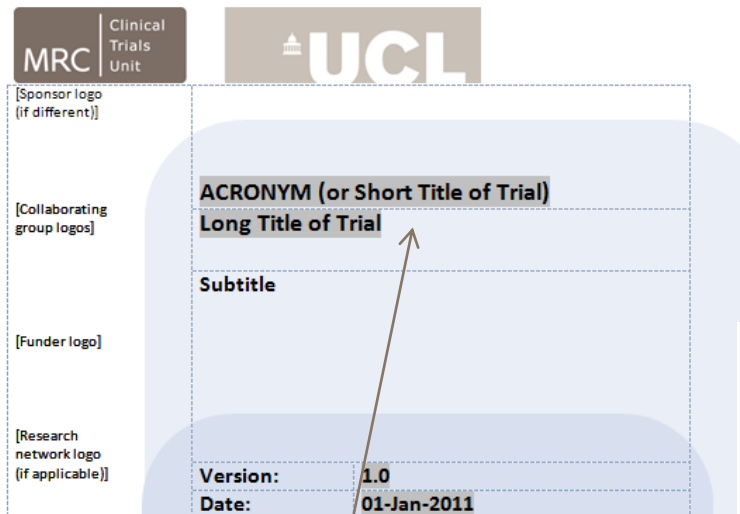 MRC
Clinical
Trials
Unit
UCL
[Sponsor logo
(if different)]
ACRONYM (or Short Title of Trial)
[Collaborating
group logos]
Long Title of Trial
Subtitle
[Funder logo]
[Research
network logo
(if applicable)]
Version: 1.0
Date: 01-Jan-2011